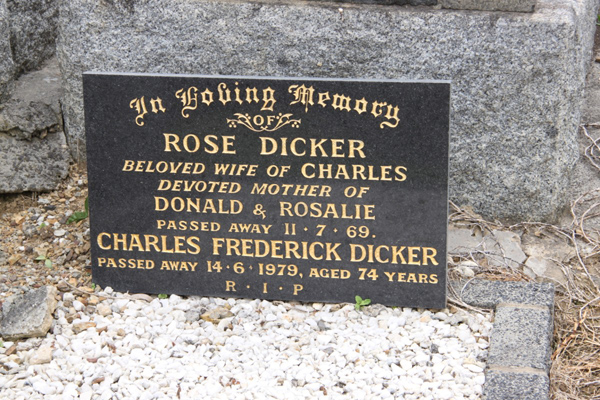 In Loving Memory
OF
ROSE DICKER
BELOVED WIFE OF CHARLES
DEVOTED MOTHER OF
DONALD & ROSALIE
PASSED AWAY 11·7·69.
CHARLES FREDERICK DICKER
PASSED AWAY 14·6·1979, AGED 74 YEARS
R·I·P